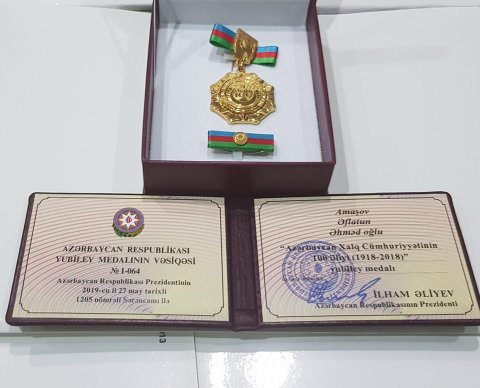 AZƏRBAYCAN RESPUBLİKASI
YUBİLEY MEDALININ VƏSİQƏSİ
№ I-064
Azərbaycan Respublikası Prezidentinin
2019-cu il 27 may tarixli
1205 nömrəli Sərəncamı ilə
Amaşov
Əflatun
Əhməd oğlu
"Azərbaycan Xalq Cümhuriyyətinin
100 illiyi (1918-2018)"
yubiley medalı
İLHAM ƏLİYEV
Azərbaycan Respublikasının Prezidenti